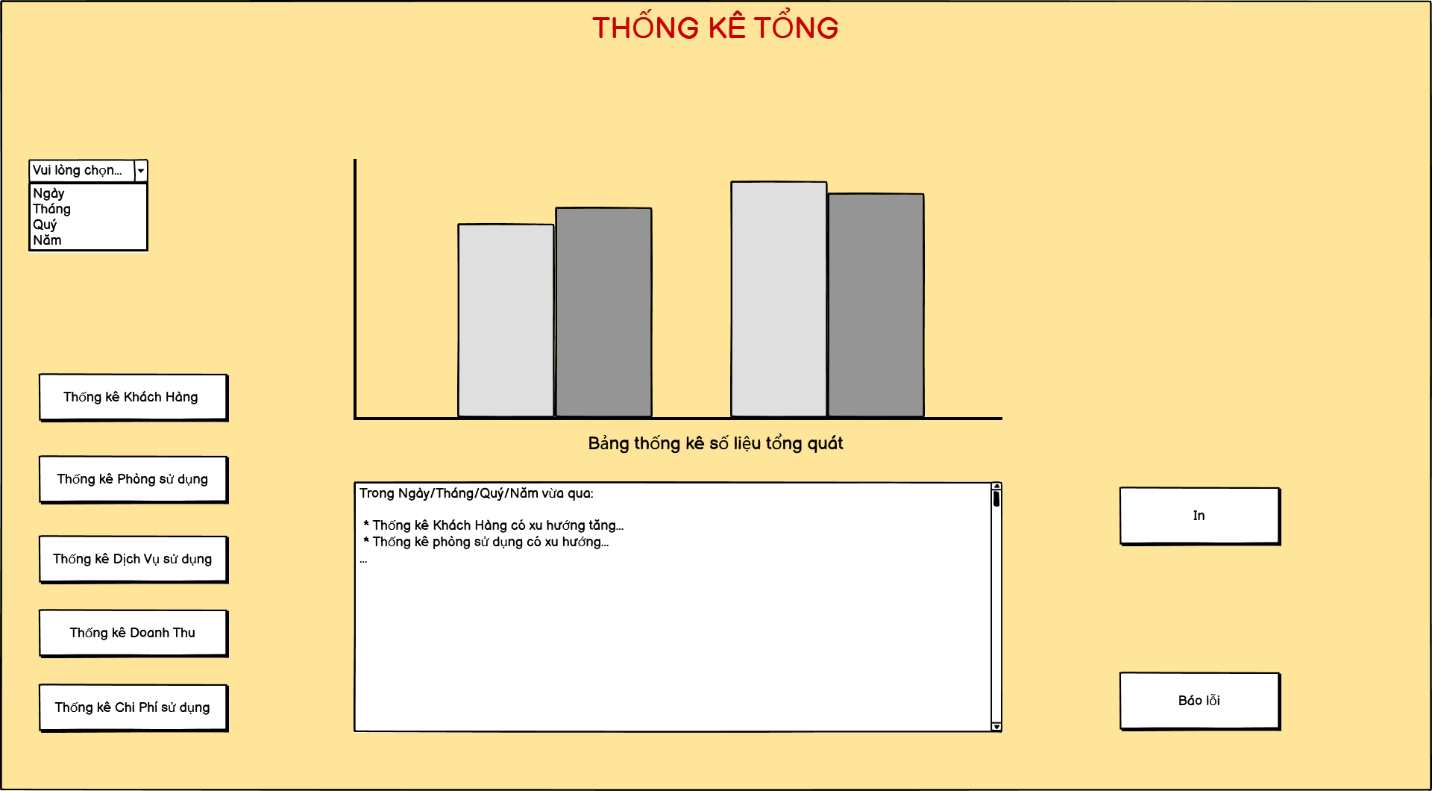 THỐNG KÊ TỔNG
Vui lòng chọn...
Ngày
Tháng
Quý
Năm
Thống kê Khách Hàng
Thống kê Phòng sử dụng
Thống kê Dịch Vụ sử dụng
Thống kê Doanh Thu
Thống kê Chi Phí sử dụng
Bảng thống kê số liệu tổng quát
Trong Ngày/Tháng/Quý/Năm vừa qua:
* Thống kê Khách Hàng có xu hướng tăng...
* Thống kê phòng sử dụng có xu hướng...
...
In
Báo lỗi